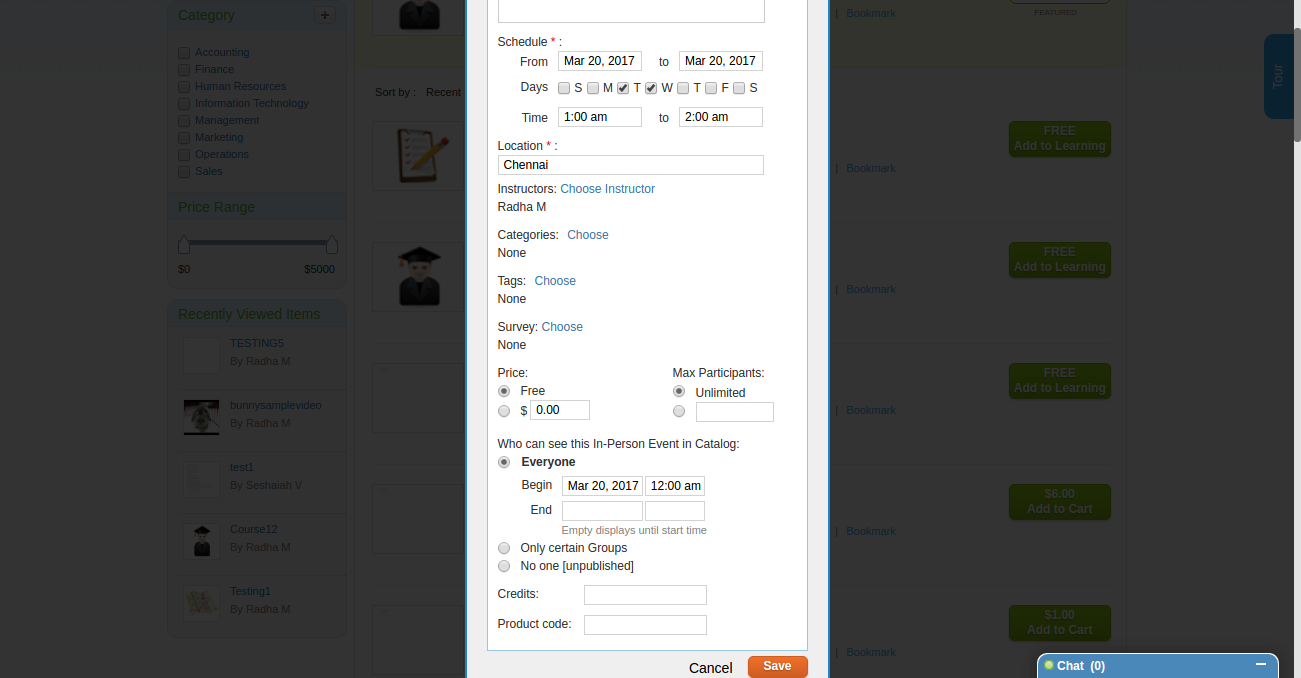 Category
+
Accounting
Finance
Human Resources
Information Technology
Management
Marketing
Operations
Sales
Price Range
$0 $5000
Recently Viewed Items
TESTING5
By Radha M
bunnysamplevideo
By Radha M
test1
By Seshaiah V
Course12
By Radha M
Testing1
By Radha M
Sort by : Recent
Schedule * :
From Mar 20, 2017 to Mar 20, 2017
Days S M T W T F S
Time 1:00 am to 2:00 am
Location * :
Chennai
Instructors: Choose Instructor
Radha M
Categories: Choose
None
Tags: Choose
None
Survey: Choose
None
Price: Max Participants:
Free Unlimited
$ 0.00
Who can see this In-Person Event in Catalog:
Everyone
Begin Mar 20, 2017 12:00 am
End
Empty displays until start time
Only certain Groups
No one [unpublished]
Credits:
Product code:
Cancel Save
| Bookmark
FEATURED
FREE
Add to Learning
| Bookmark
FREE
Add to Learning
| Bookmark
FREE
Add to Learning
| Bookmark
$6.00
Add to Cart
| Bookmark
$1.00
Add to Cart
| Bookmark
Tour
Chat (0)